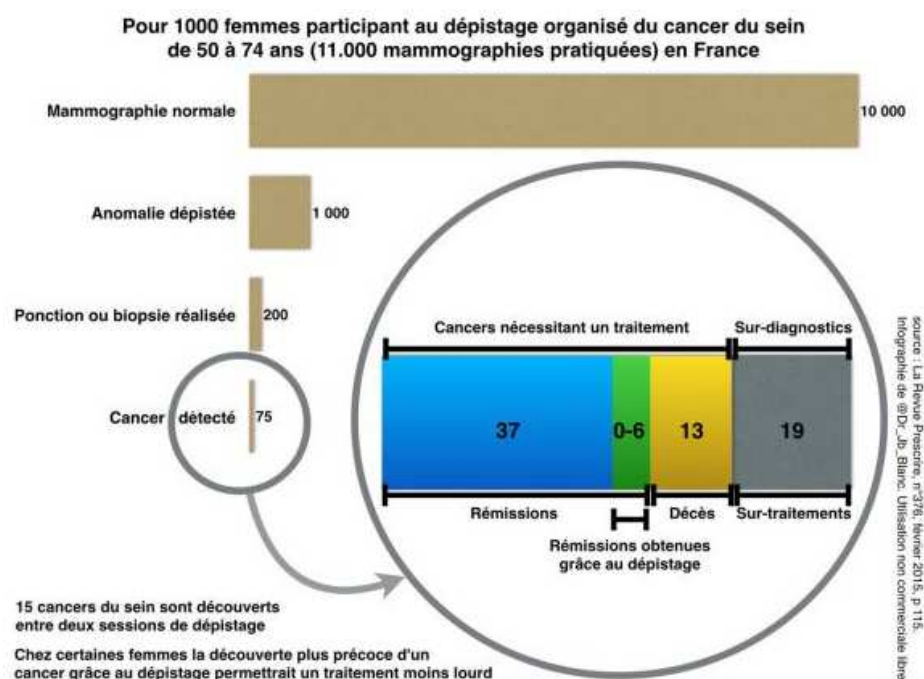 Pour 1000 femmes participant au dépistage organisé du cancer du sein
de 50 à 74 ans (11.000 mammographies pratiquées) en France
Mammographie normale
10 000
Anomalie dépistée
1 000
Ponction ou biopsie réalisée
200
Cancer détecté
75
Cancers nécessitant un traitement
Sur-diagnostics
37
0-6
13
19
Rémissions
Décès
Sur-traitements
Rémissions obtenues
grâce au dépistage
15 cancers du sein sont découverts
entre deux sessions de dépistage
Chez certaines femmes la découverte plus précoce d'un
cancer grâce au dépistage permettrait un traitement moins lourd
source : La Revue Prescrire, n°376, février 2015, p 115.
Infographie de @Dr_Jb_Blanc. Utilisation non commerciale libre